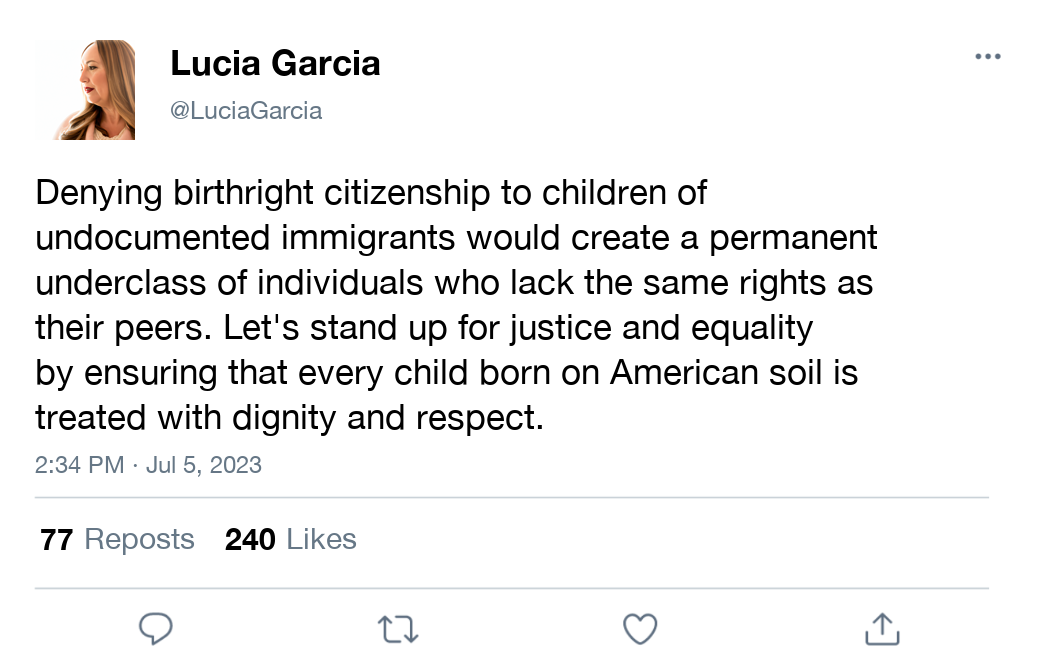 Lucia Garcia
@LuciaGarcia
Denying birthright citizenship to children of
undocumented immigrants would create a permanent
underclass of individuals who lack the same rights as
their peers. Let's stand up for justice and equality
by ensuring that every child born on American soil is
treated with dignity and respect.
2:34 PM · Jul 5, 2023
77 Reposts 240 Likes